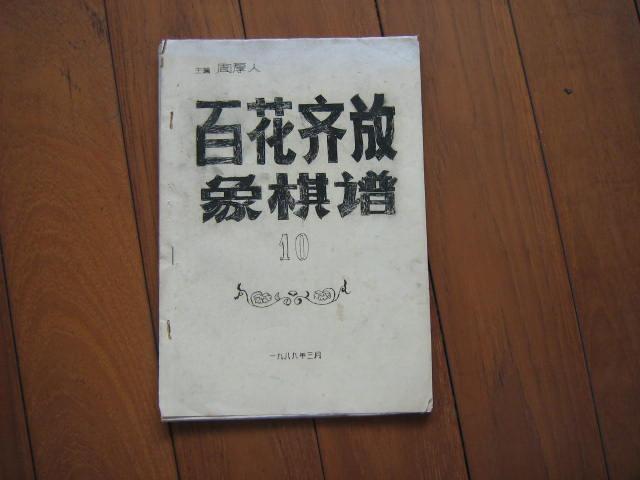 主编 周厚人
百花齐放
象棋谱
10
一九八九年三月